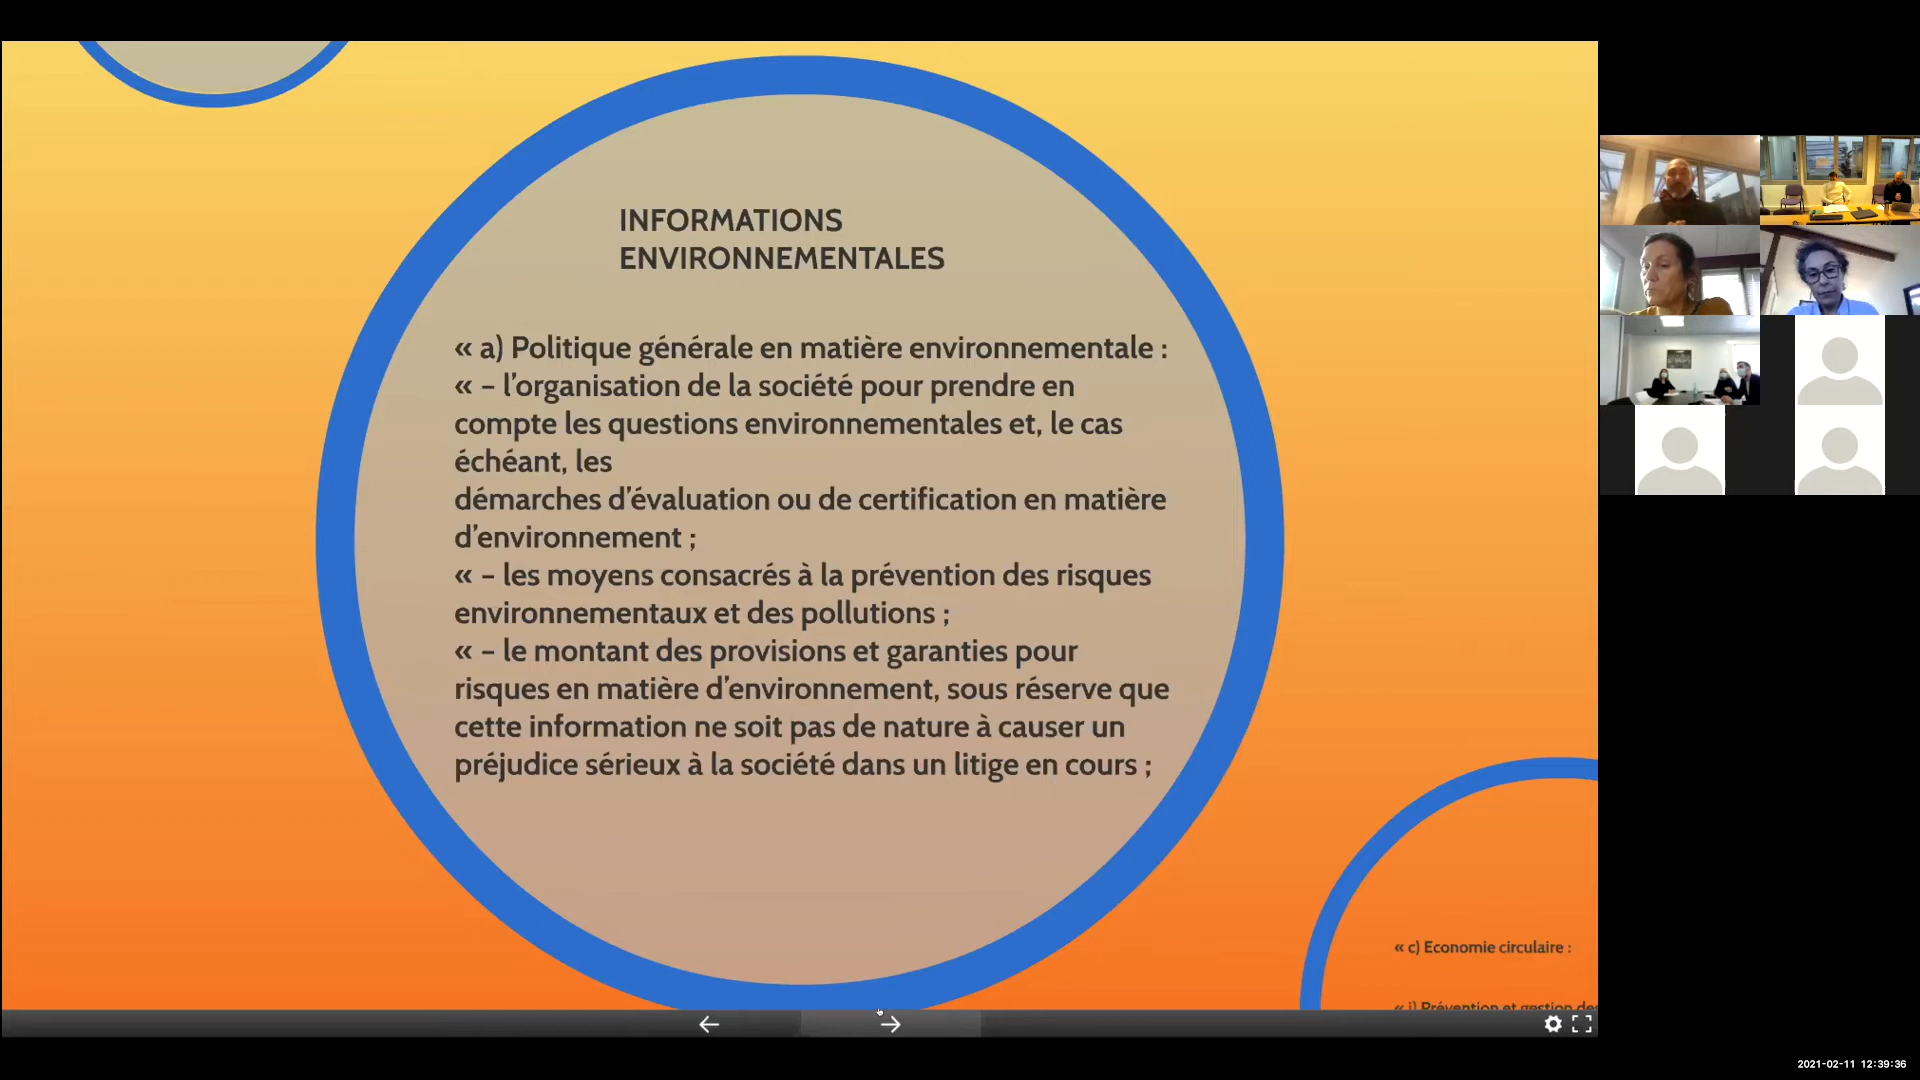 INFORMATIONS
ENVIRONNEMENTALES
« a) Politique générale en matière environnementale :
« – l’organisation de la société pour prendre en
compte les questions environnementales et, le cas
échéant, les
démarches d’évaluation ou de certification en matière
d’environnement ;
« – les moyens consacrés à la prévention des risques
environnementaux et des pollutions ;
« – le montant des provisions et garanties pour
risques en matière d’environnement, sous réserve que
cette information ne soit pas de nature à causer un
préjudice sérieux à la société dans un litige en cours ;
« c) Economie circulaire :
« i) Prévention et gestion des
2021-02-11 12:39:36